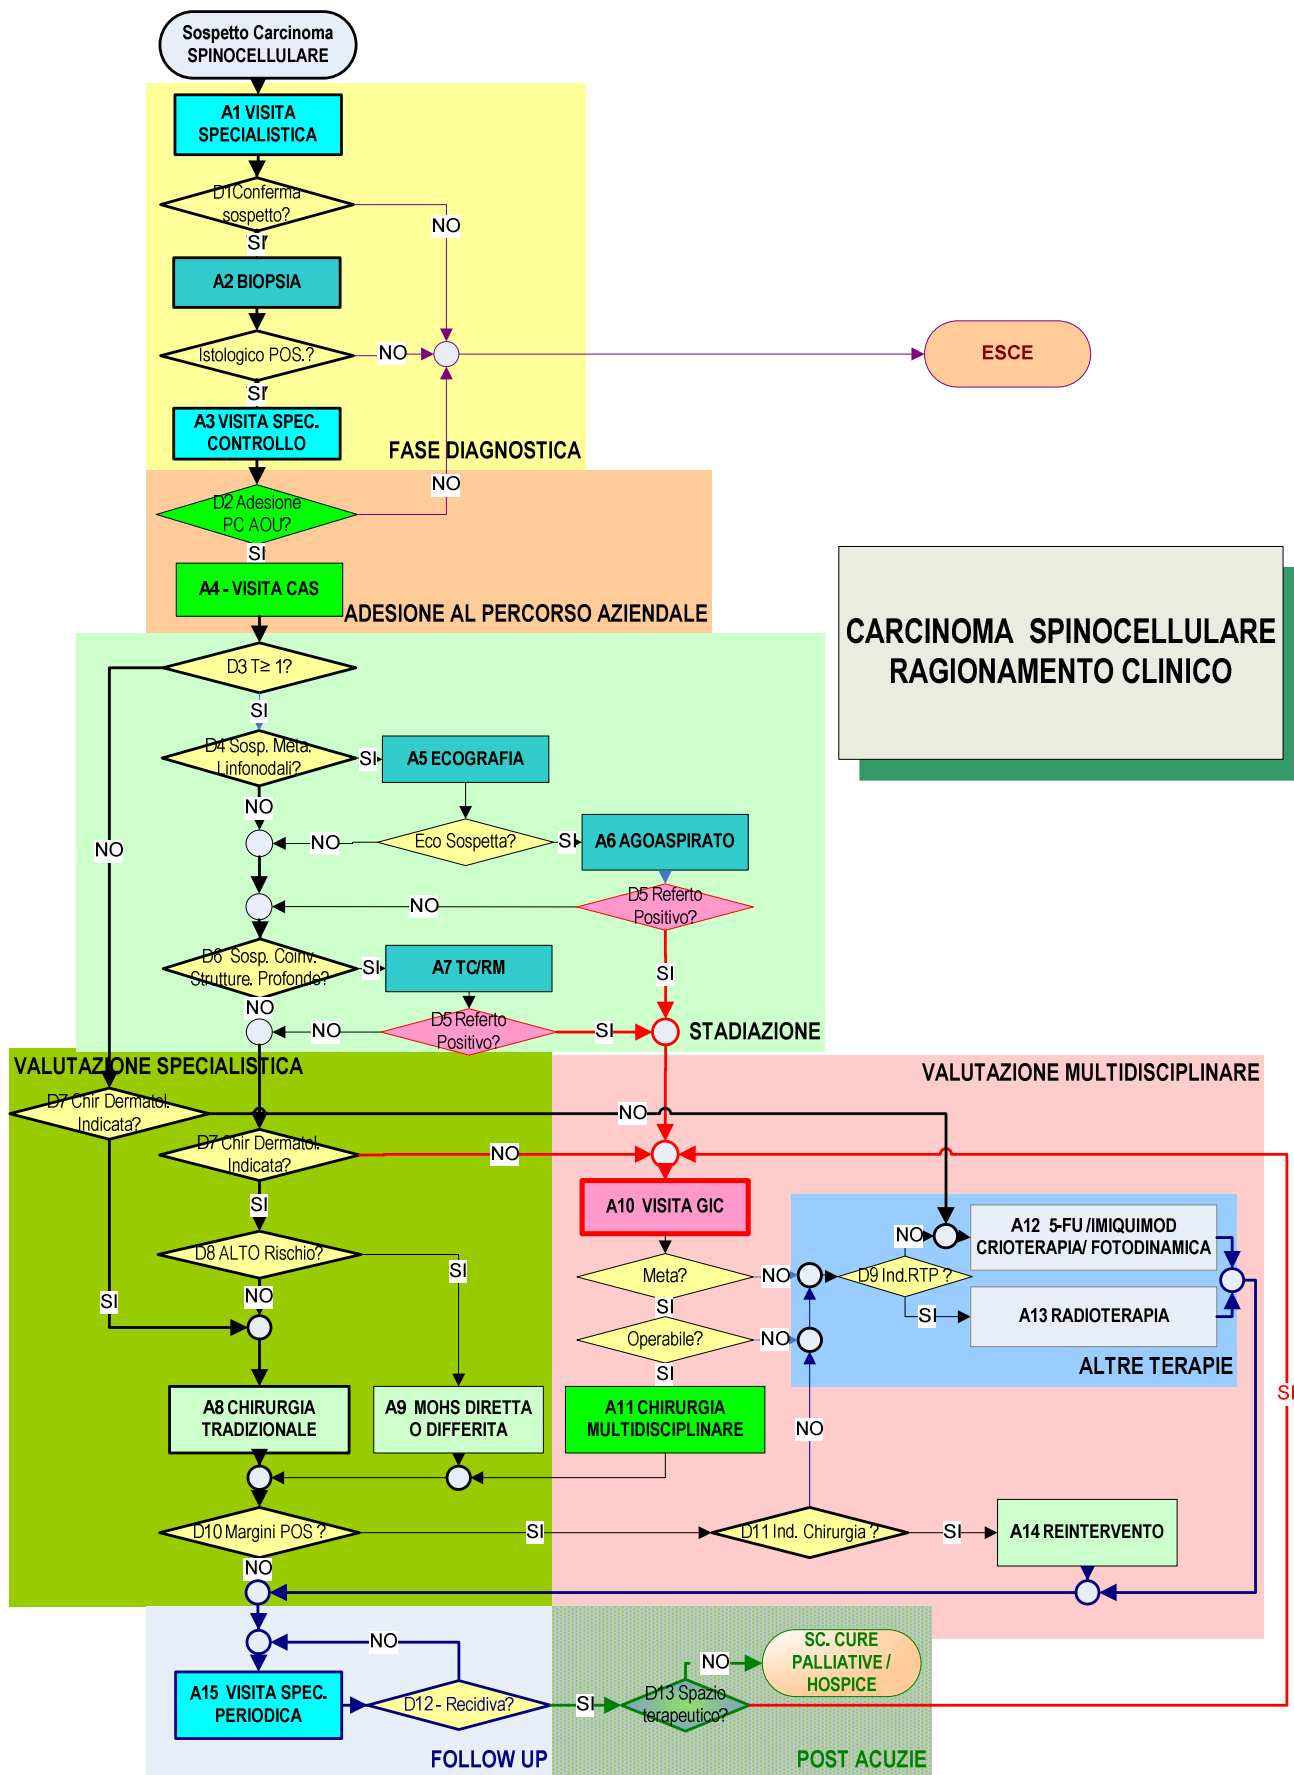 Sospetto Carcinoma
SPINOCELLULARE
A1 VISITA
SPECIALISTICA
D1Conferma
sospetto?
NO
SI
A2 BIOPSIA
Istologico POS.?
NO
ESCE
SI
A3 VISITA SPEC.
CONTROLLO
FASE DIAGNOSTICA
NO
D2 Adesione
PC AOU?
SI
A4 - VISITA CAS
ADESIONE AL PERCORSO AZIENDALE
CARCINOMA SPINOCELLULARE
RAGIONAMENTO CLINICO
D3 T≥ 1?
SI
D4 Sosp. Meta.
Linfonodali?
SI
A5 ECOGRAFIA
NO
NO
Eco Sospetta?
SI
A6 AGOASPIRATO
NO
D5 Referto
Positivo?
NO
D6 Sosp. Coinv.
Strutture. Profonde?
SI
A7 TC/RM
SI
NO
NO
D5 Referto
Positivo?
SI
STADIAZIONE
VALUTAZIONE SPECIALISTICA
VALUTAZIONE MULTIDISCIPLINARE
D7 Chir Dermatol.
Indicata?
NO
D7 Chir Dermatol.
Indicata?
NO
SI
A10 VISITA GIC
A12 5-FU /IMIQUIMOD
CRIOTERAPIA/ FOTODINAMICA
NO
D8 ALTO Rischio?
SI
Meta?
NO
D9 Ind.RTP ?
SI
NO
SI
SI
A13 RADIOTERAPIA
Operabile?
NO
ALTRE TERAPIE
SI
SI
A8 CHIRURGIA
TRADIZIONALE
A9 MOHS DIRETTA
O DIFFERITA
A11 CHIRURGIA
MULTIDISCIPLINARE
NO
D10 Margini POS ?
SI
D11 Ind. Chirurgia ?
SI
A14 REINTERVENTO
NO
NO
SC. CURE
PALLIATIVE /
HOSPICE
NO
A15 VISITA SPEC.
PERIODICA
D12 - Recidiva?
SI
D13 Spazio
terapeutico?
FOLLOW UP
POST ACUZIE